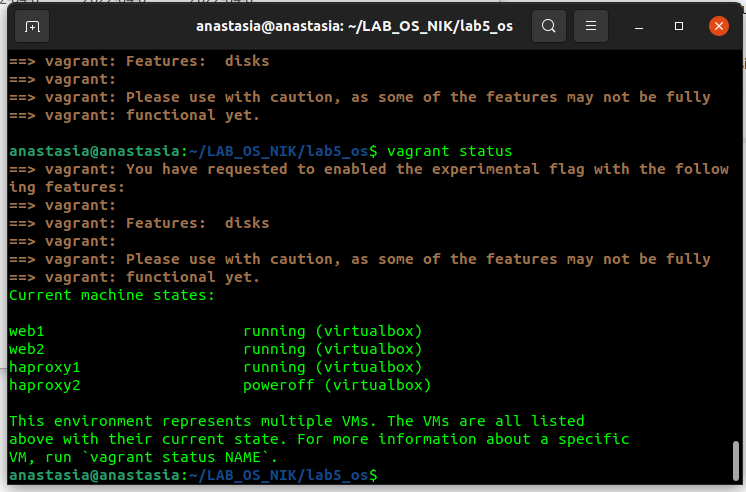 anastasia@anastasia: ~/LAB_OS_NIK/lab5_os
==> vagrant: Features:  disks
==> vagrant:
==> vagrant: Please use with caution, as some of the features may not be fully
==> vagrant: functional yet.
anastasia@anastasia:~/LAB_OS_NIK/lab5_os$ vagrant status
==> vagrant: You have requested to enabled the experimental flag with the follow
ing features:
==> vagrant:
==> vagrant: Features:  disks
==> vagrant:
==> vagrant: Please use with caution, as some of the features may not be fully
==> vagrant: functional yet.
Current machine states:
web1                      running (virtualbox)
web2                      running (virtualbox)
haproxy1                  running (virtualbox)
haproxy2                  poweroff (virtualbox)
This environment represents multiple VMs. The VMs are all listed
above with their current state. For more information about a specific
VM, run `vagrant status NAME`.
anastasia@anastasia:~/LAB_OS_NIK/lab5_os$